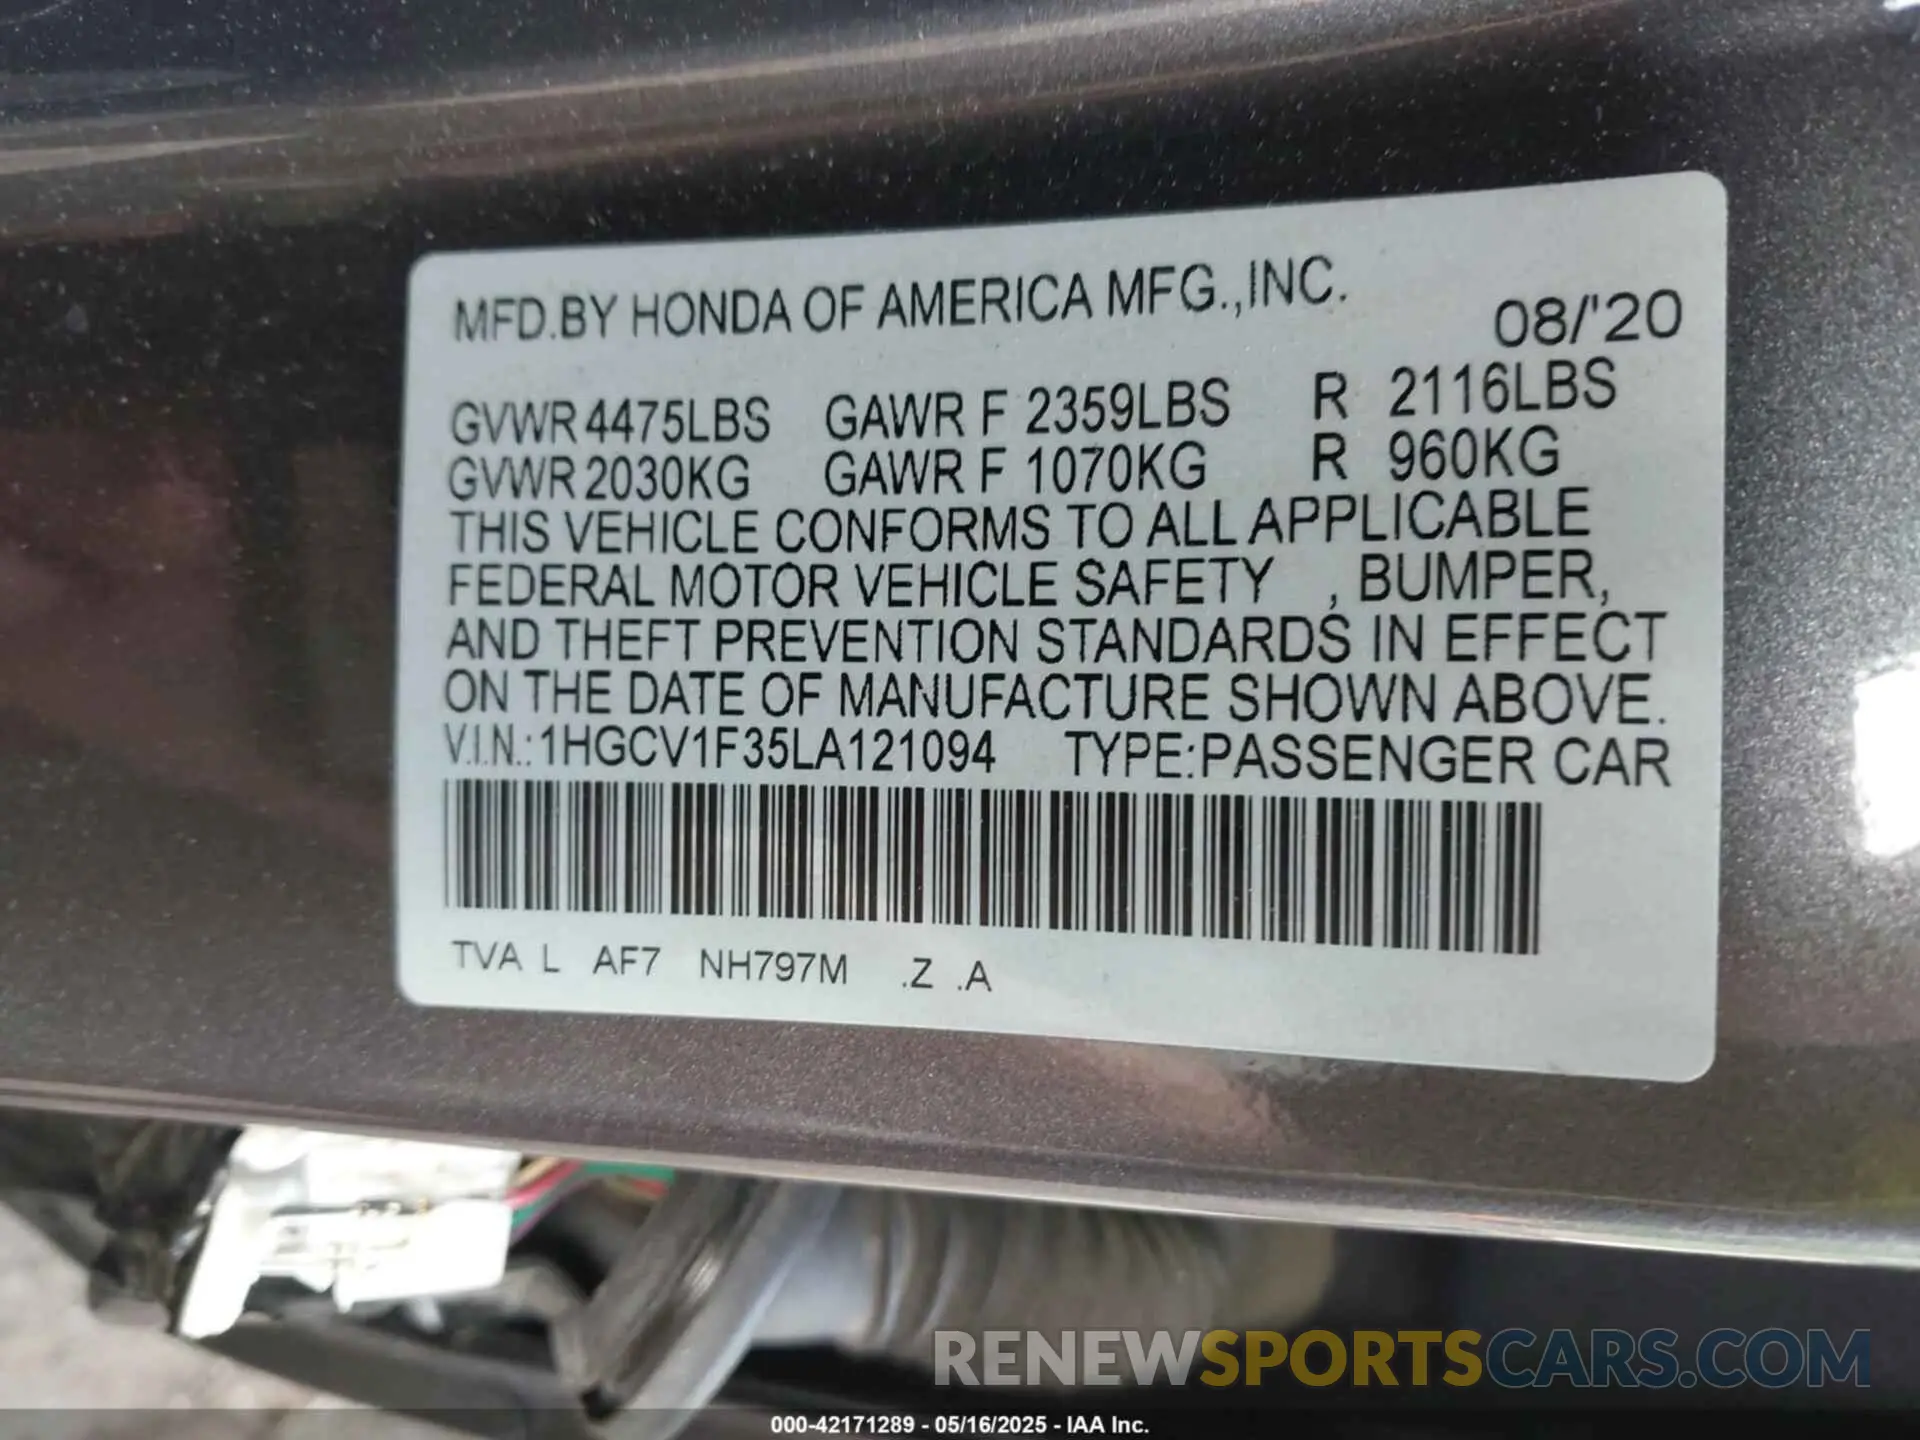 MFD.BY HONDA OF AMERICA MFG.,INC. 08/'20
GVWR 4475LBS GAWR F 2359LBS R 2116LBS
GVWR 2030KG GAWR F 1070KG R 960KG
THIS VEHICLE CONFORMS TO ALL APPLICABLE
FEDERAL MOTOR VEHICLE SAFETY , BUMPER,
AND THEFT PREVENTION STANDARDS IN EFFECT
ON THE DATE OF MANUFACTURE SHOWN ABOVE.
V.I.N.:1HGCV1F35LA121094 TYPE:PASSENGER CAR
TVA L AF7 NH797M .Z .A
RENEWSPORTSCARS.COM
000-42171289 - 05/16/2025 - IAA Inc.